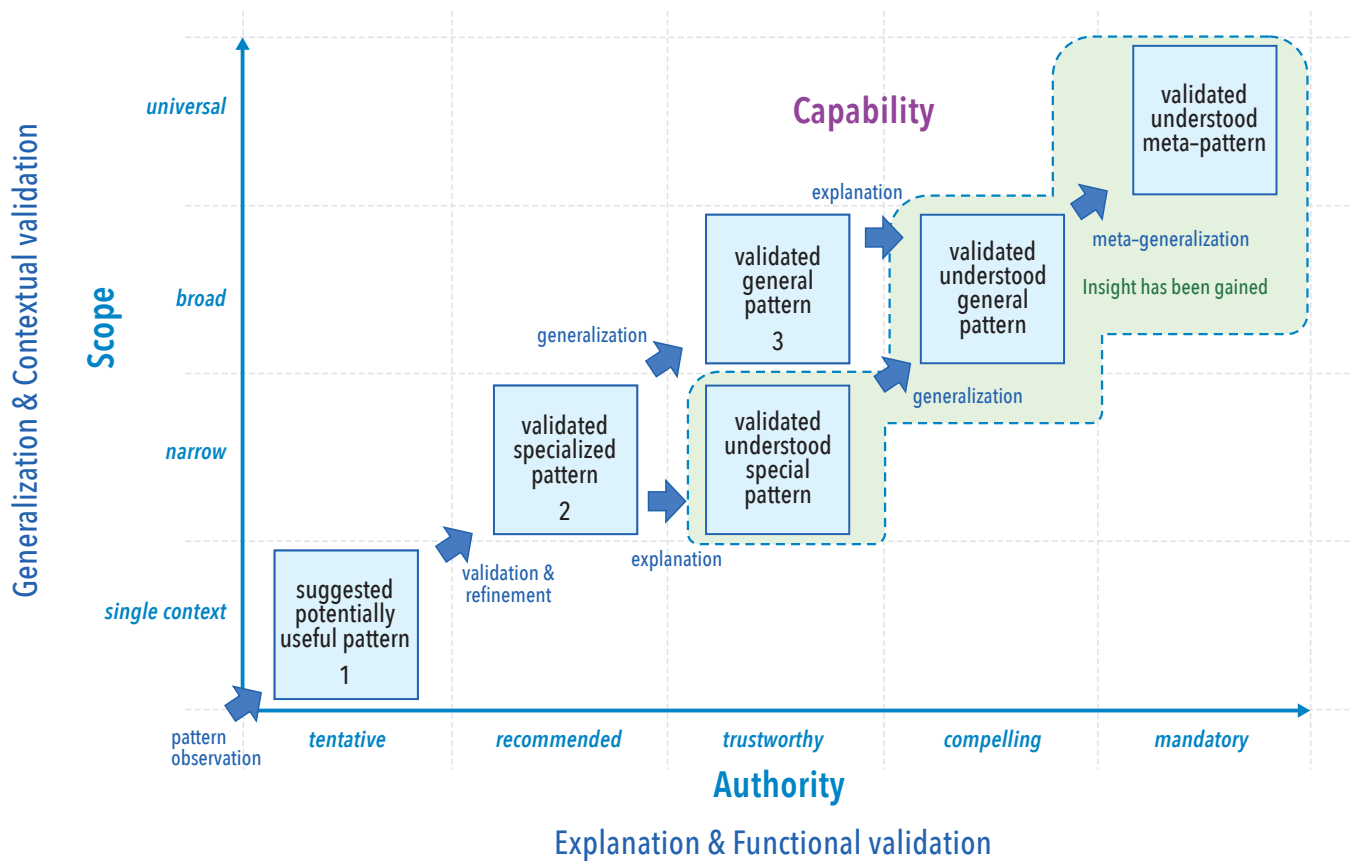 Generalization & Contextual validation
Scope
universal
broad
narrow
single context
Capability
validated
understood
meta–pattern
explanation
meta–generalization
Insight has been gained
validated
general
pattern
3
validated
understood
general
pattern
generalization
generalization
validated
specialized
pattern
2
validated
understood
special
pattern
explanation
validation &
refinement
suggested
potentially
useful pattern
1
pattern
observation
tentative
recommended
trustworthy
compelling
mandatory
Authority
Explanation & Functional validation